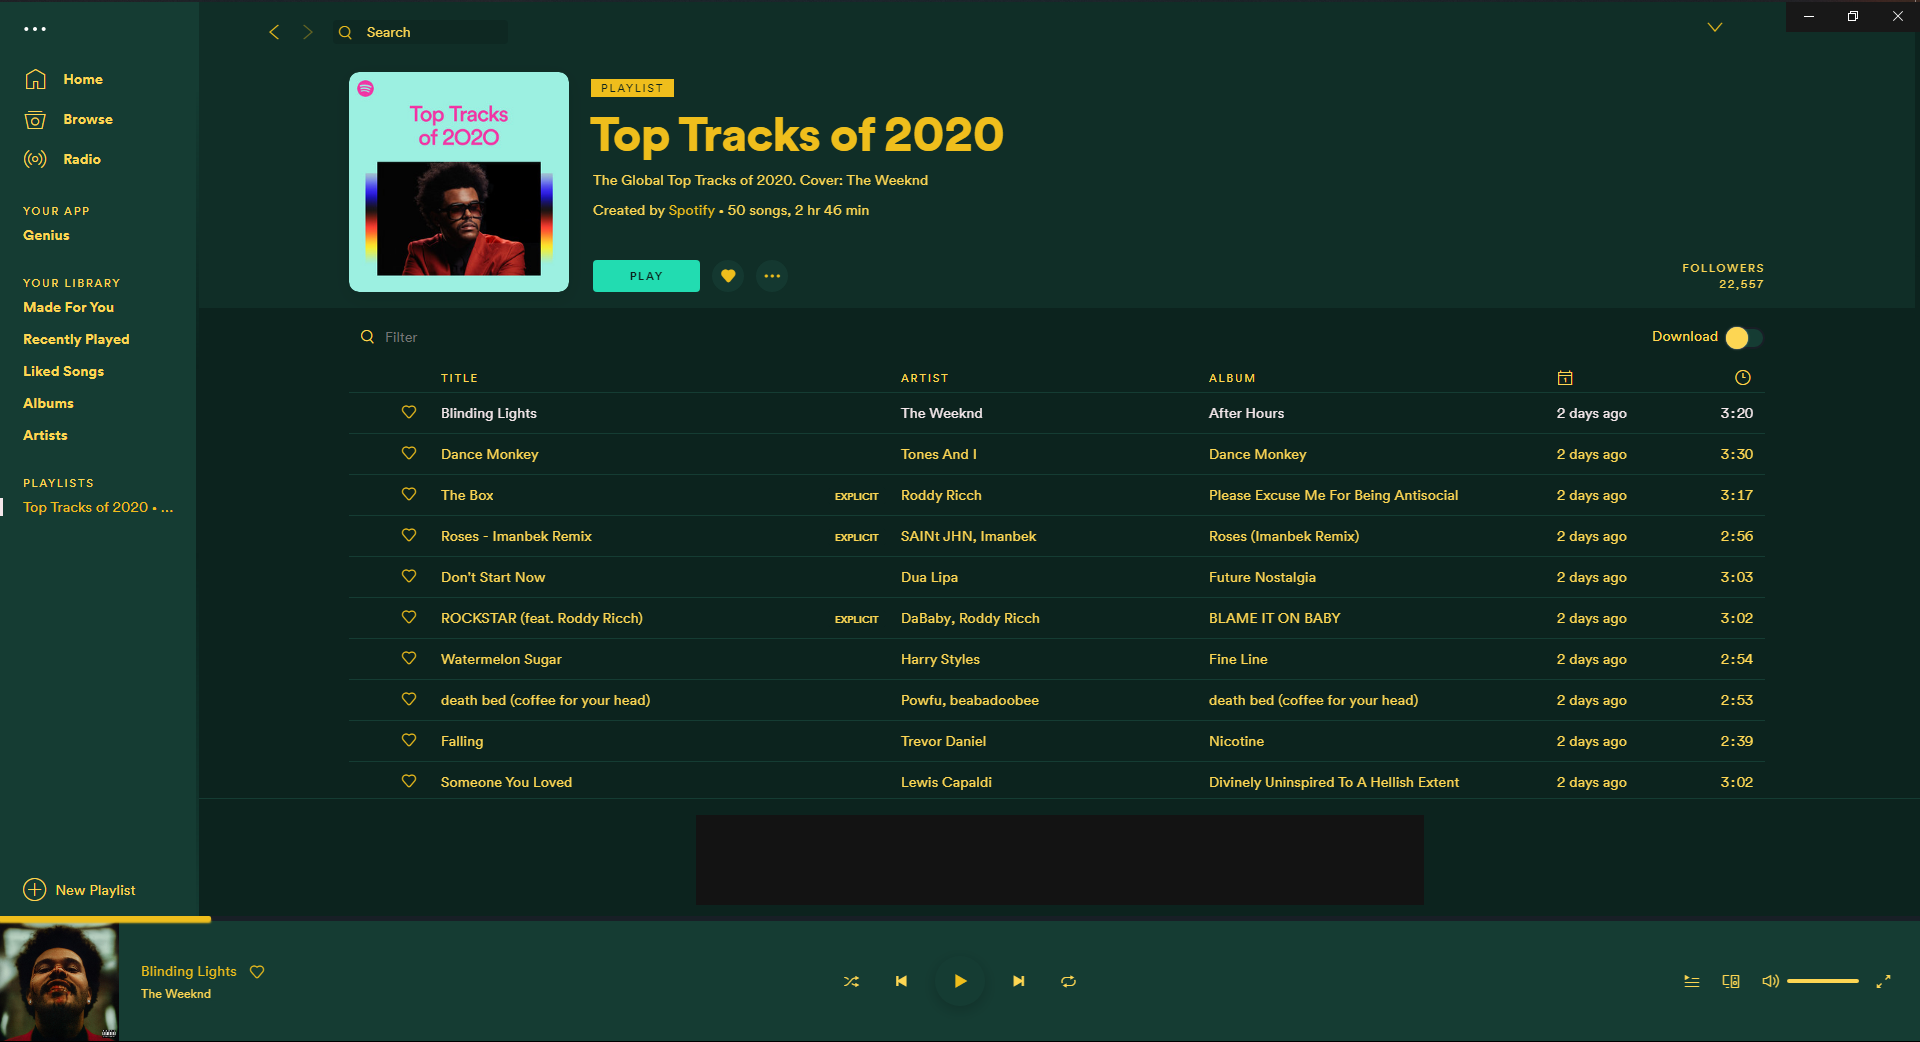 Search
Home
Browse
Radio
YOUR APP
Genius
YOUR LIBRARY
Made For You
Recently Played
Liked Songs
Albums
Artists
PLAYLISTS
Top Tracks of 2020 • ...
New Playlist
Top Tracks
of 2020
PLAYLIST
Top Tracks of 2020
The Global Top Tracks of 2020. Cover: The Weeknd
Created by Spotify • 50 songs, 2 hr 46 min
PLAY
FOLLOWERS
22,557
Filter
Download
TITLE ARTIST ALBUM
Blinding Lights The Weeknd After Hours 2 days ago 3:20
Dance Monkey Tones And I Dance Monkey 2 days ago 3:30
The Box EXPLICIT Roddy Ricch Please Excuse Me For Being Antisocial 2 days ago 3:17
Roses - Imanbek Remix EXPLICIT SAINt JHN, Imanbek Roses (Imanbek Remix) 2 days ago 2:56
Don't Start Now Dua Lipa Future Nostalgia 2 days ago 3:03
ROCKSTAR (feat. Roddy Ricch) EXPLICIT DaBaby, Roddy Ricch BLAME IT ON BABY 2 days ago 3:02
Watermelon Sugar Harry Styles Fine Line 2 days ago 2:54
death bed (coffee for your head) Powfu, beabadoobee death bed (coffee for your head) 2 days ago 2:53
Falling Trevor Daniel Nicotine 2 days ago 2:39
Someone You Loved Lewis Capaldi Divinely Uninspired To A Hellish Extent 2 days ago 3:02
Blinding Lights
The Weeknd